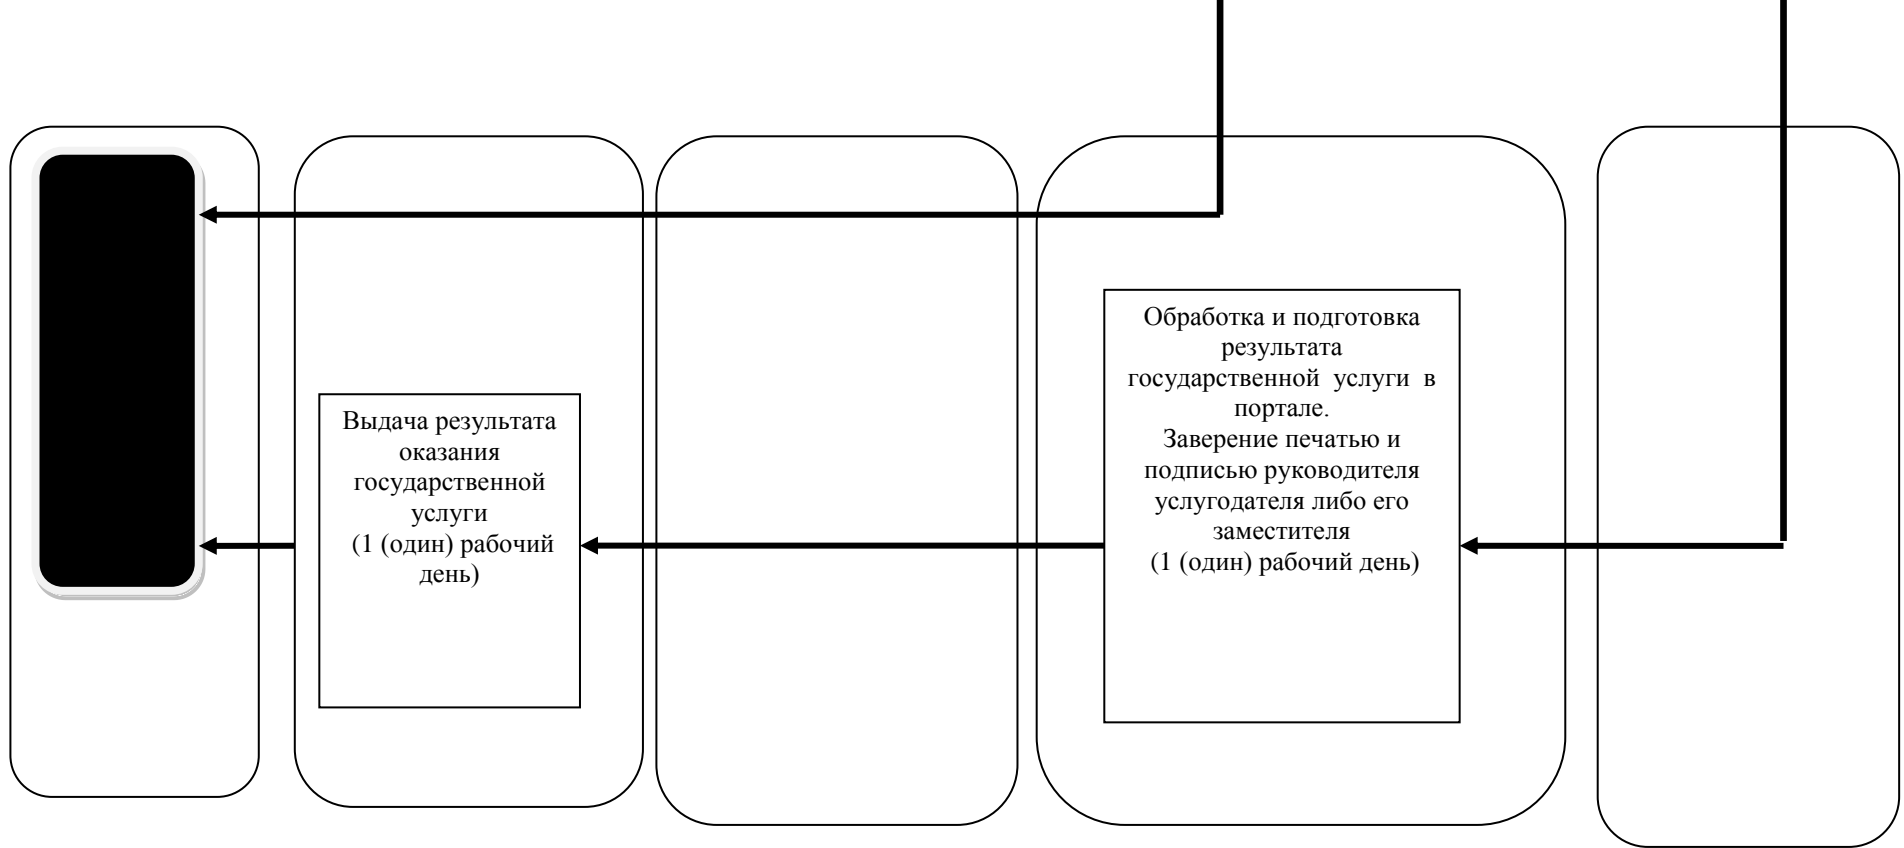 Выдача результата
оказания
государственной
услуги
(1 (один) рабочий
день)
Обработка и подготовка
результата
государственной услуги в
портале.
Заверение печатью и
подписью руководителя
услугодателя либо его
заместителя
(1 (один) рабочий день)